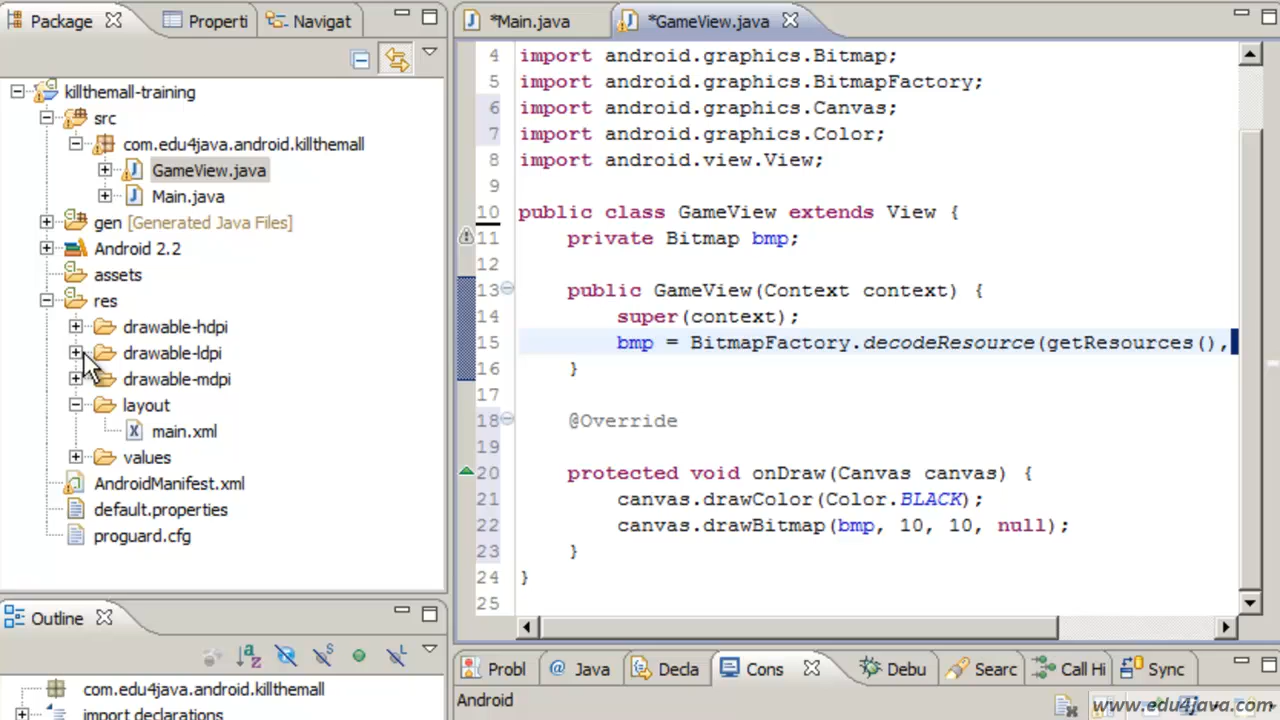 Package
Properti
Navigat
killthemall-training
src
com.edu4java.android.killthemall
GameView.java
Main.java
gen [Generated Java Files]
Android 2.2
assets
res
drawable-hdpi
drawable-ldpi
drawable-mdpi
layout
main.xml
values
AndroidManifest.xml
default.properties
proguard.cfg
Outline
com.edu4java.android.killthemall
import declarations
*Main.java
*GameView.java
4 import android.graphics.Bitmap;
5 import android.graphics.BitmapFactory;
6 import android.graphics.Canvas;
7 import android.graphics.Color;
8 import android.view.View;
9
10 public class GameView extends View {
11 private Bitmap bmp;
12
13 public GameView(Context context) {
14 super(context);
15 bmp = BitmapFactory.decodeResource(getResources(),
16 }
17
18 @Override
19
20 protected void onDraw(Canvas canvas) {
21 canvas.drawColor(Color.BLACK);
22 canvas.drawBitmap(bmp, 10, 10, null);
23 }
24 }
25
Probl
@ Java
Decla
Cons
Debu
Searc
Call Hi
Sync
Android
www.edu4java.com